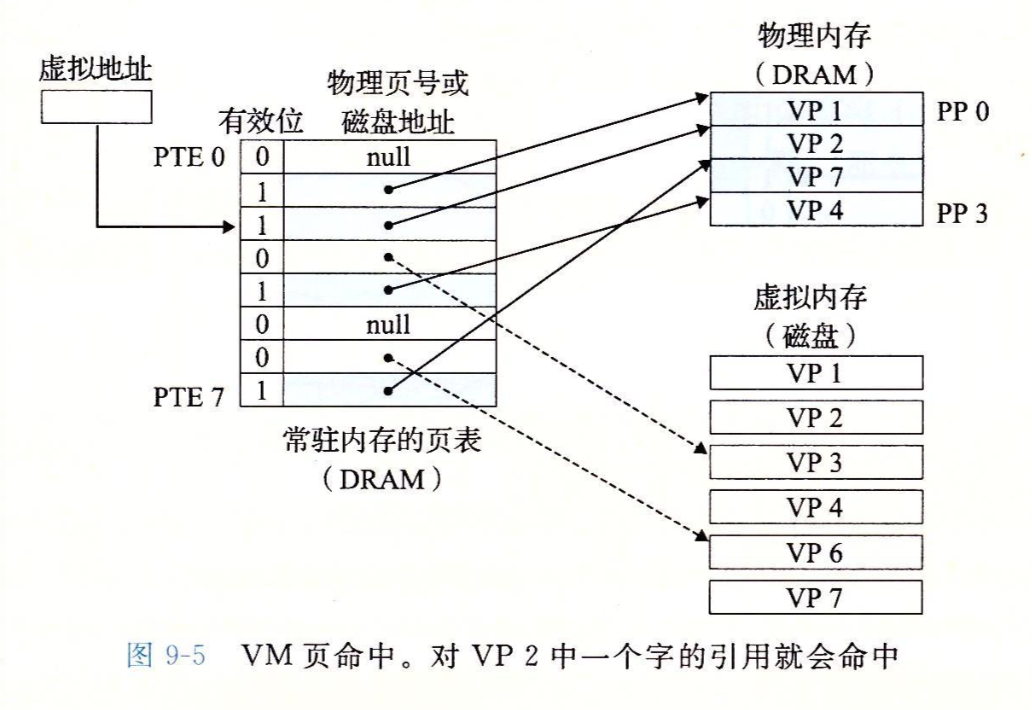 虚拟地址
物理页号或
有效位 磁盘地址
PTE 0 0 null
1
1
0
1
0 null
0
PTE 7 1
常驻内存的页表
（DRAM）
物理内存
（DRAM）
VP 1 PP 0
VP 2
VP 7
VP 4 PP 3
虚拟内存
（磁盘）
VP 1
VP 2
VP 3
VP 4
VP 6
VP 7
图 9-5 VM 页命中。对 VP 2 中一个字的引用就会命中